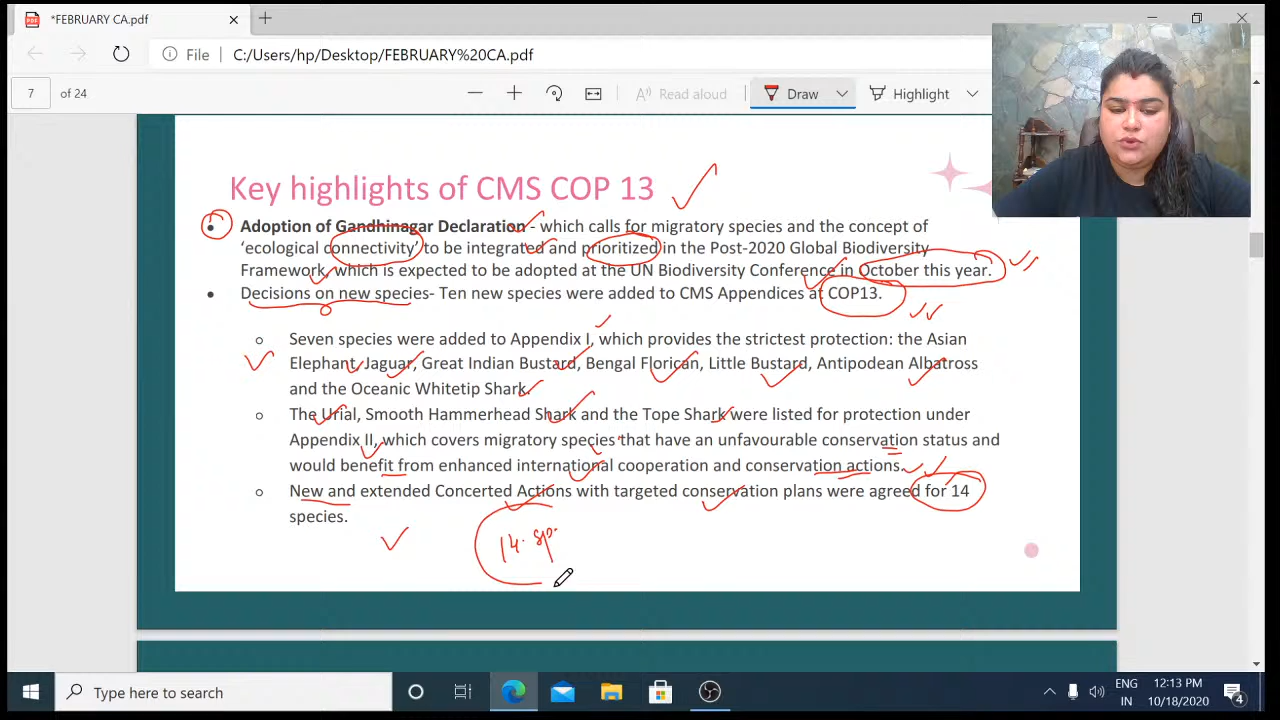 *FEBRUARY CA.pdf
File C:/Users/hp/Desktop/FEBRUARY%20CA.pdf
7 of 24 Read aloud Draw Highlight
Key highlights of CMS COP 13
• Adoption of Gandhinagar Declaration - which calls for migratory species and the concept of
‘ecological connectivity’ to be integrated and prioritized in the Post-2020 Global Biodiversity
Framework, which is expected to be adopted at the UN Biodiversity Conference in October this year.
• Decisions on new species- Ten new species were added to CMS Appendices at COP13.
o Seven species were added to Appendix I, which provides the strictest protection: the Asian
Elephant, Jaguar, Great Indian Bustard, Bengal Florican, Little Bustard, Antipodean Albatross
and the Oceanic Whitetip Shark.
o The Urial, Smooth Hammerhead Shark and the Tope Shark were listed for protection under
Appendix II, which covers migratory species that have an unfavourable conservation status and
would benefit from enhanced international cooperation and conservation actions.
o New and extended Concerted Actions with targeted conservation plans were agreed for 14
species.
14. sp.
Type here to search
ENG 12:13 PM
IN 10/18/2020 4